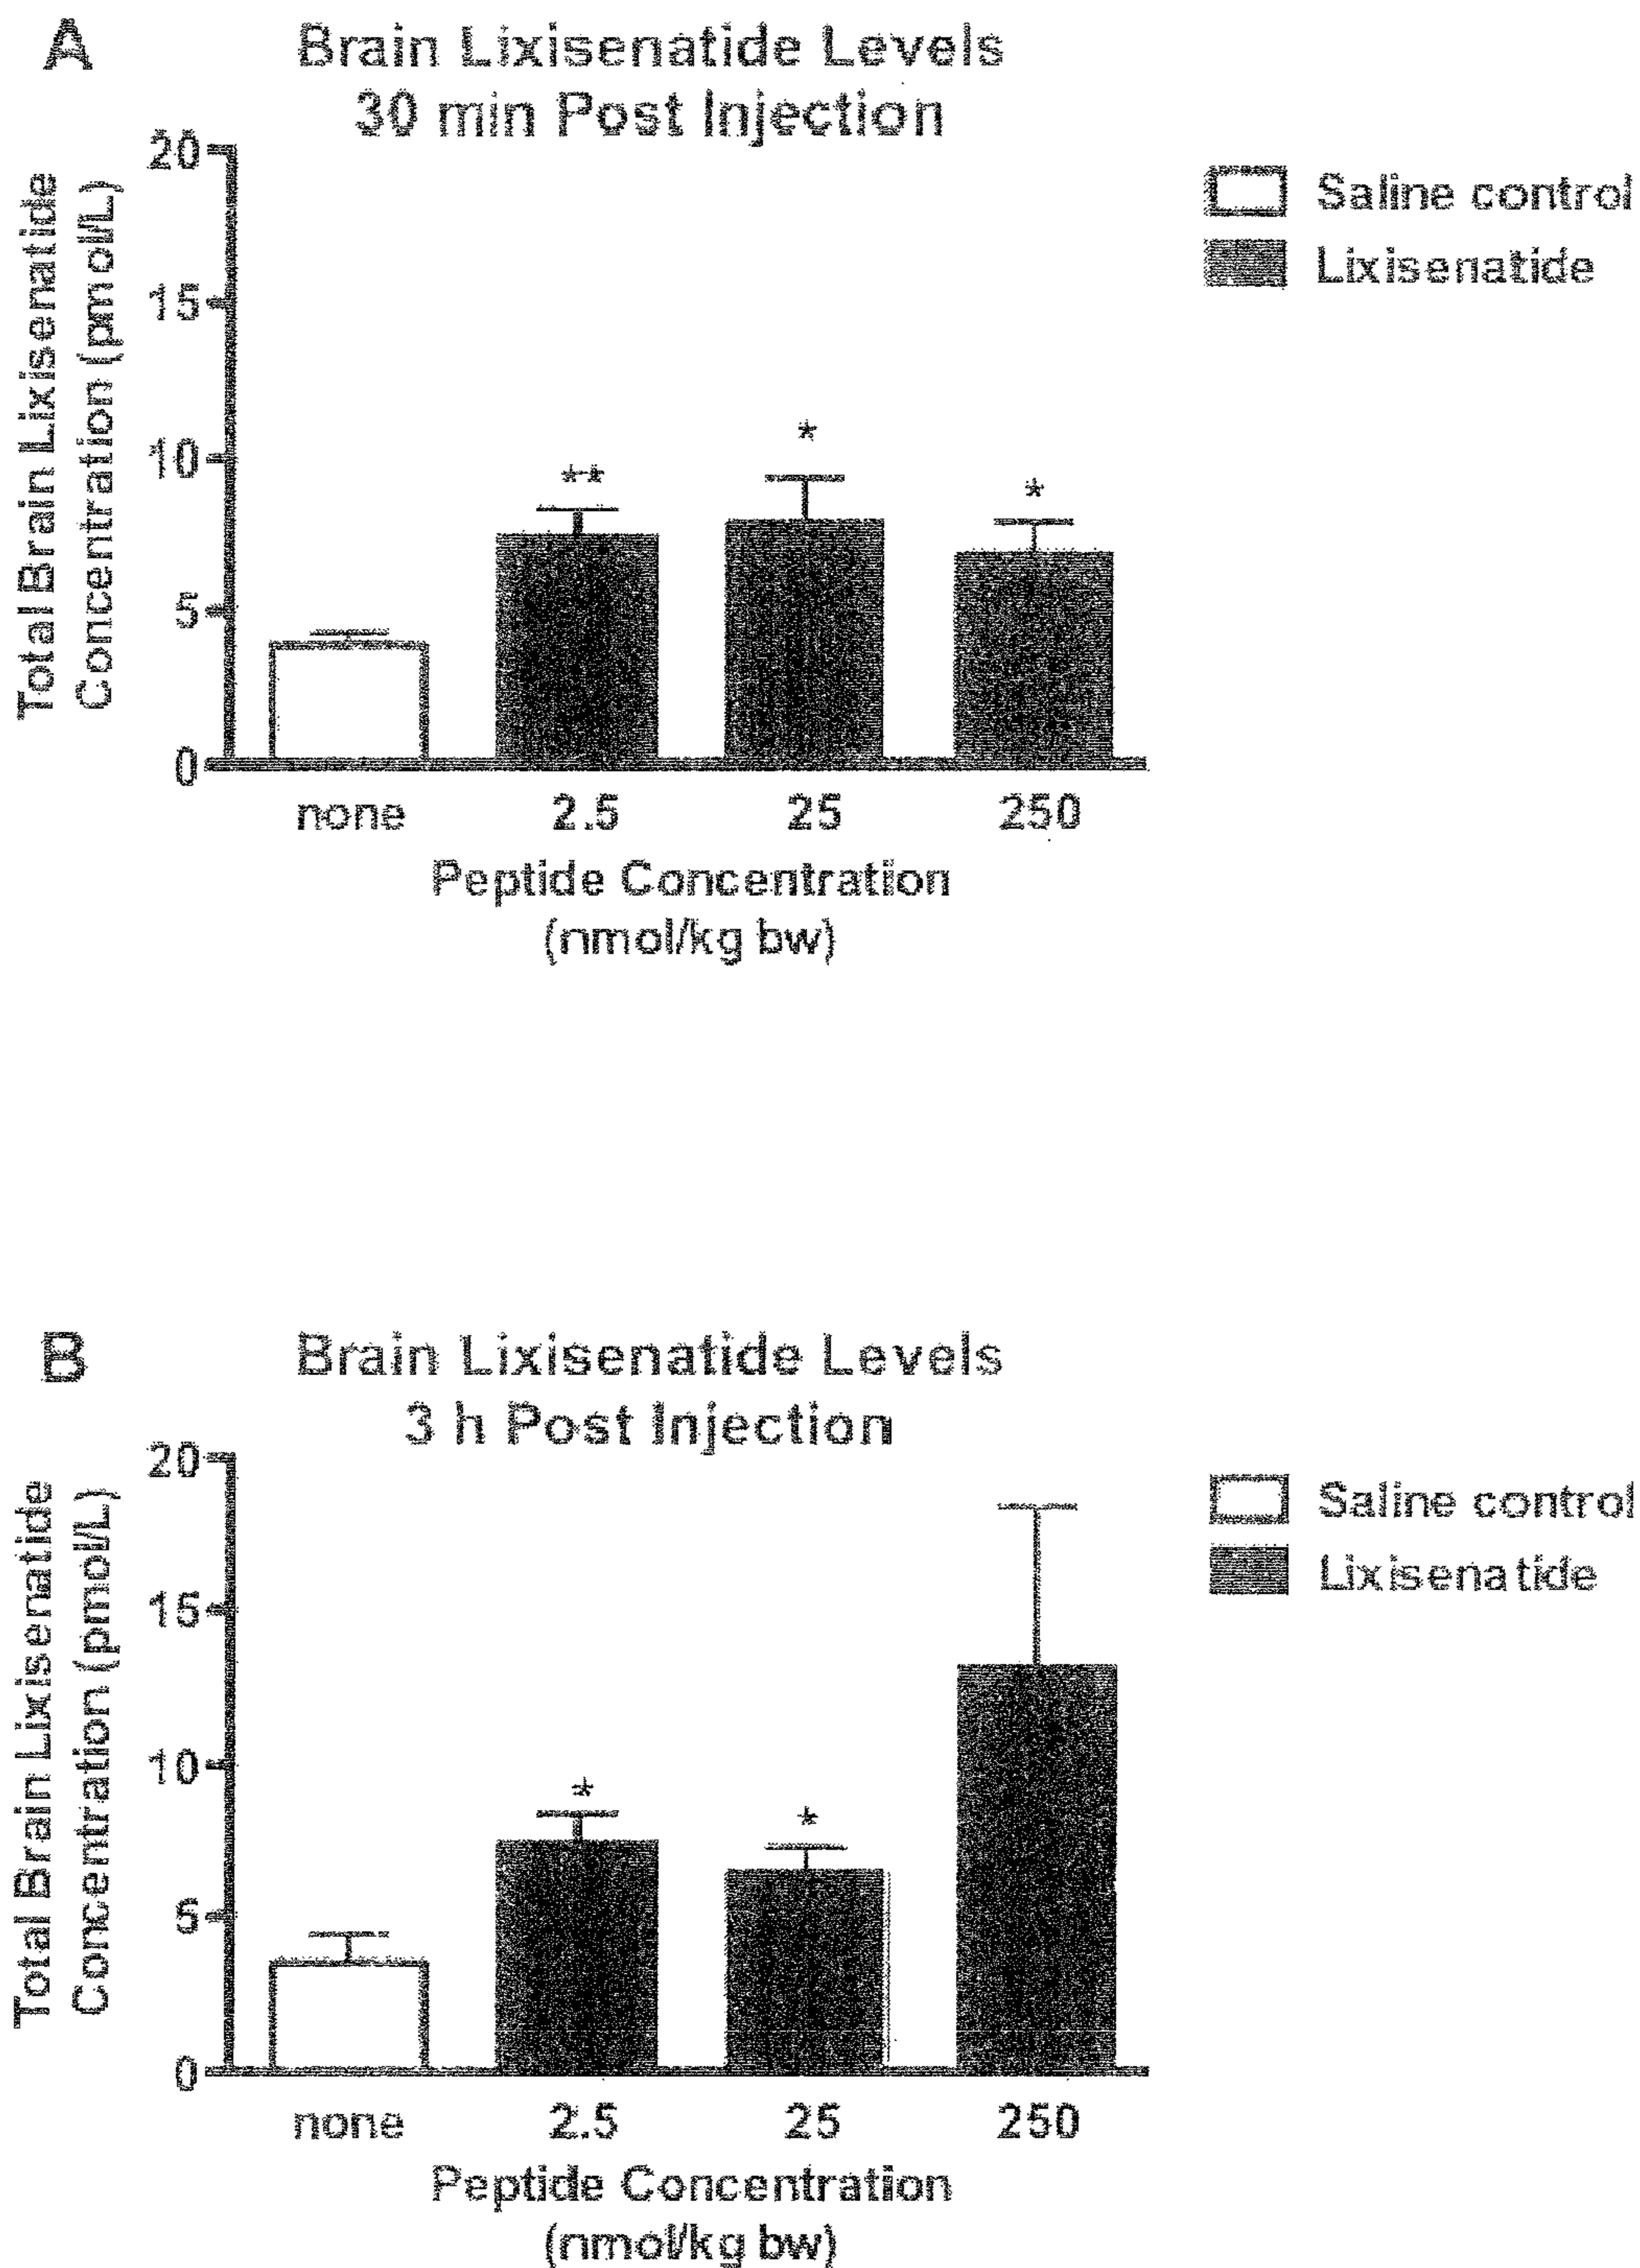 A
Brain Lixisenatide Levels
30 min Post Injection
Total Brain Lixisenatide
Concentration (pmol/L)
20
15
10
5
0
**
*
*
none
2.5
25
250
Peptide Concentration
(nmol/kg bw)
Saline control
Lixisenatide
B
Brain Lixisenatide Levels
3 h Post Injection
Total Brain Lixisenatide
Concentration (pmol/L)
20
15
10
5
0
*
*
none
2.5
25
250
Peptide Concentration
(nmol/kg bw)
Saline control
Lixisenatide